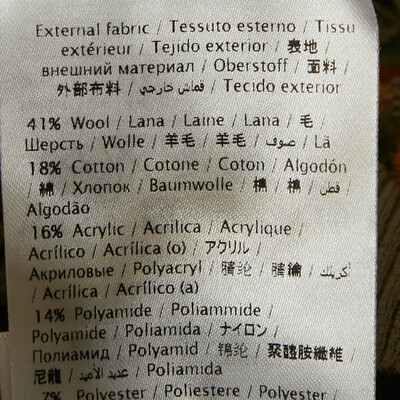 External fabric / Tessuto esterno / Tissu
extérieur / Tejido exterior / 表地 /
внешний материал / Oberstoff / 面料 /
外部布料 / قماش خارجي / Tecido exterior
41% Wool / Lana / Laine / Lana / 毛 /
Шерсть / Wolle / 羊毛 / 羊毛 / صوف / Lã
18% Cotton / Cotone / Coton / Algodón
/ 綿 / Хлопок / Baumwolle / 棉 / 棉 / قطن /
Algodão
16% Acrylic / Acrilica / Acrylique /
Acrílico / Acrílica (o) / アクリル /
Акриловые / Polyacryl / 腈纶 / 腈綸 / أكريلك
/ Acrílica / Acrílico (a)
14% Polyamide / Poliammide /
Polyamide / Poliamida / ナイロン /
Полиамид / Polyamid / 锦纶 / 聚醯胺纖維 /
尼龍 / عديد الأميد / Poliamida
7% Polyester / Poliestere / Polyester /